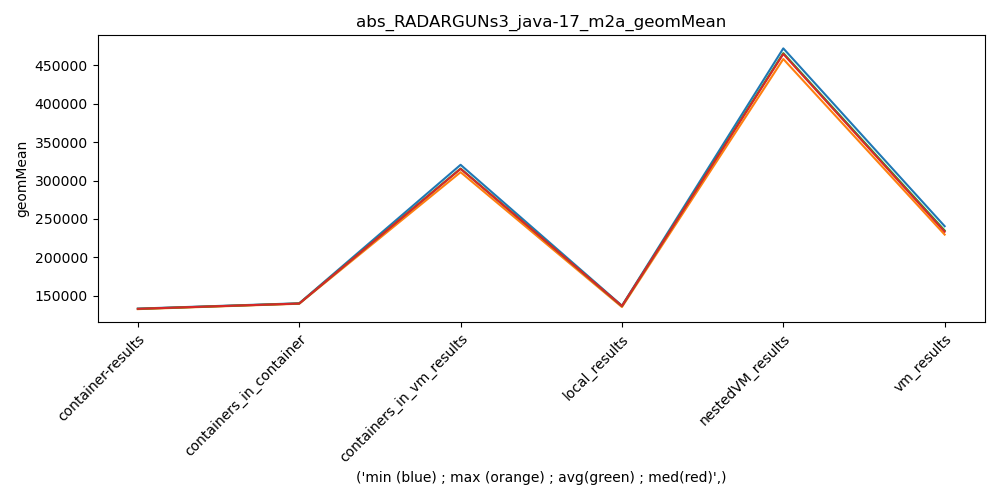 abs_RADARGUNs3_java-17_m2a_geomMean
geomMean
450000
400000
350000
300000
250000
200000
150000
container-results
containers_in_container
containers_in_vm_results
local_results
nestedVM_results
vm_results
('min (blue) ; max (orange) ; avg(green) ; med(red)',)